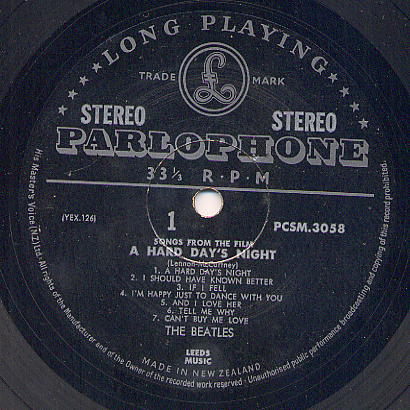 LONG PLAYING
TRADE MARK
£
STEREO STEREO
PARLOPHONE
33⅓ R·P·M
(YEX.126) 1 PCSM.3058
SONGS FROM THE FILM
A HARD DAY'S NIGHT
(Lennon-McCartney)
1. A HARD DAY'S NIGHT
2. I SHOULD HAVE KNOWN BETTER
3. IF I FELL
4. I'M HAPPY JUST TO DANCE WITH YOU
5. AND I LOVE HER
6. TELL ME WHY
7. CAN'T BUY ME LOVE
THE BEATLES
LEEDS
MUSIC
MADE IN NEW ZEALAND
His Master's Voice (N.Z.) Ltd. All rights of the Manufacturer and of the Owner of the recorded work reserved · Unauthorised public performance broadcasting and copying of this record prohibited.